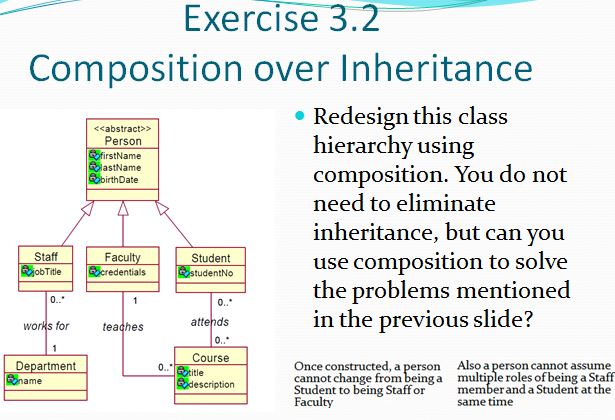 Exercise 3.2
Composition over Inheritance
<<abstract>>
Person
firstName
lastName
birthDate
Staff
jobTitle
Faculty
credentials
Student
studentNo
0..*
works for
1
Department
name
1
teaches
0..*
0..*
attends
0..*
Course
title
description
Redesign this class
hierarchy using
composition. You do not
need to eliminate
inheritance, but can you
use composition to solve
the problems mentioned
in the previous slide?
Once constructed, a person
cannot change from being a
Student to being Staff or
Faculty
Also a person cannot assume
multiple roles of being a Staff
member and a Student at the
same time